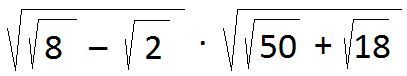 √(√8 − √2) · √(√50 + √18)